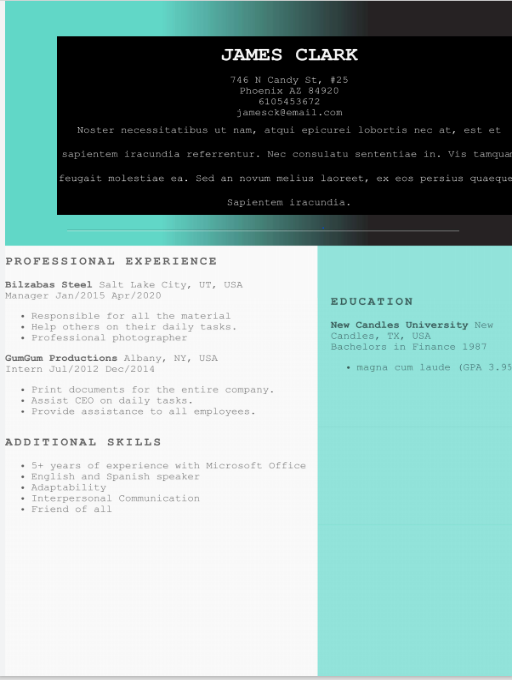 JAMES CLARK
746 N Candy St, #25
Phoenix AZ 84920
6105453672
jamesck@email.com
Noster necessitatibus ut nam, atqui epicurei lobortis nec at, est et
sapientem iracundia referrentur. Nec consulatu sententiae in. Vis tamquam
feugait molestiae ea. Sed an novum melius laoreet, ex eos persius quaeque
Sapientem iracundia.
PROFESSIONAL EXPERIENCE
Bilzabas Steel Salt Lake City, UT, USA
Manager Jan/2015 Apr/2020
• Responsible for all the material
• Help others on their daily tasks.
• Professional photographer
GumGum Productions Albany, NY, USA
Intern Jul/2012 Dec/2014
• Print documents for the entire company.
• Assist CEO on daily tasks.
• Provide assistance to all employees.
ADDITIONAL SKILLS
• 5+ years of experience with Microsoft Office
• English and Spanish speaker
• Adaptability
• Interpersonal Communication
• Friend of all
EDUCATION
New Candles University New
Candles, TX, USA
Bachelors in Finance 1987
• magna cum laude (GPA 3.95